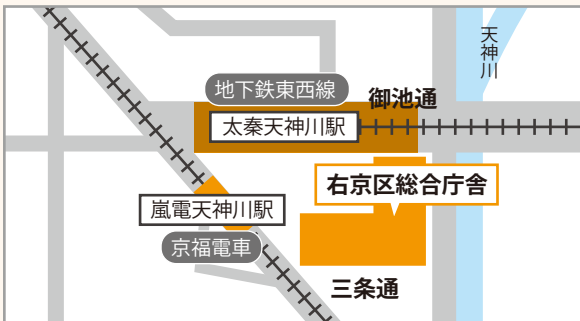 天神川
地下鉄東西線
御池通
太秦天神川駅
右京区総合庁舎
嵐電天神川駅
京福電車
三条通